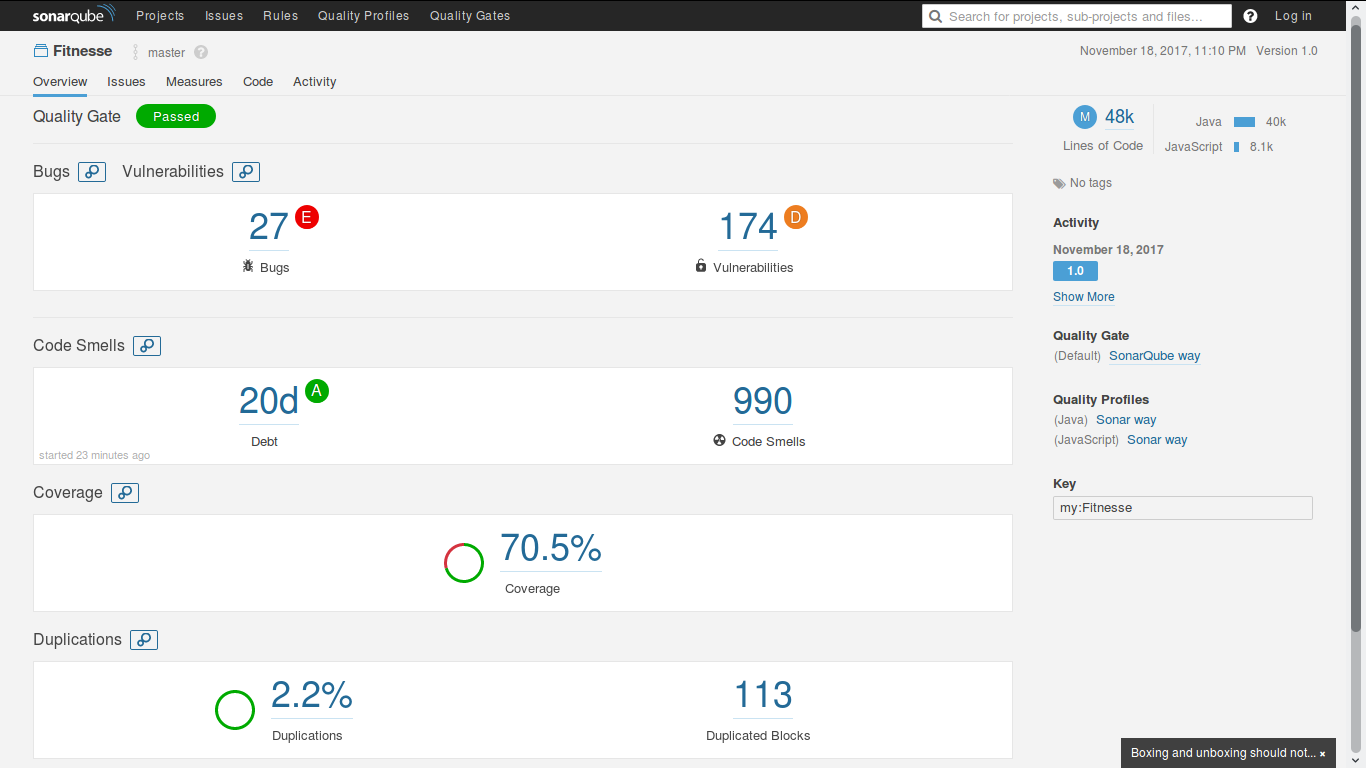 sonarqube Projects Issues Rules Quality Profiles Quality Gates Search for projects, sub-projects and files... ? Log in
Fitnesse master ? November 18, 2017, 11:10 PM Version 1.0
Overview Issues Measures Code Activity
Quality Gate Passed
Bugs Vulnerabilities
27 E 174 D
Bugs Vulnerabilities
Code Smells
20d A 990
Debt Code Smells
started 23 minutes ago
Coverage
70.5%
Coverage
Duplications
2.2% 113
Duplications Duplicated Blocks
M 48k Java 40k
Lines of Code JavaScript 8.1k
No tags
Activity
November 18, 2017
1.0
Show More
Quality Gate
(Default) SonarQube way
Quality Profiles
(Java) Sonar way
(JavaScript) Sonar way
Key
my:Fitnesse
Boxing and unboxing should not... ×